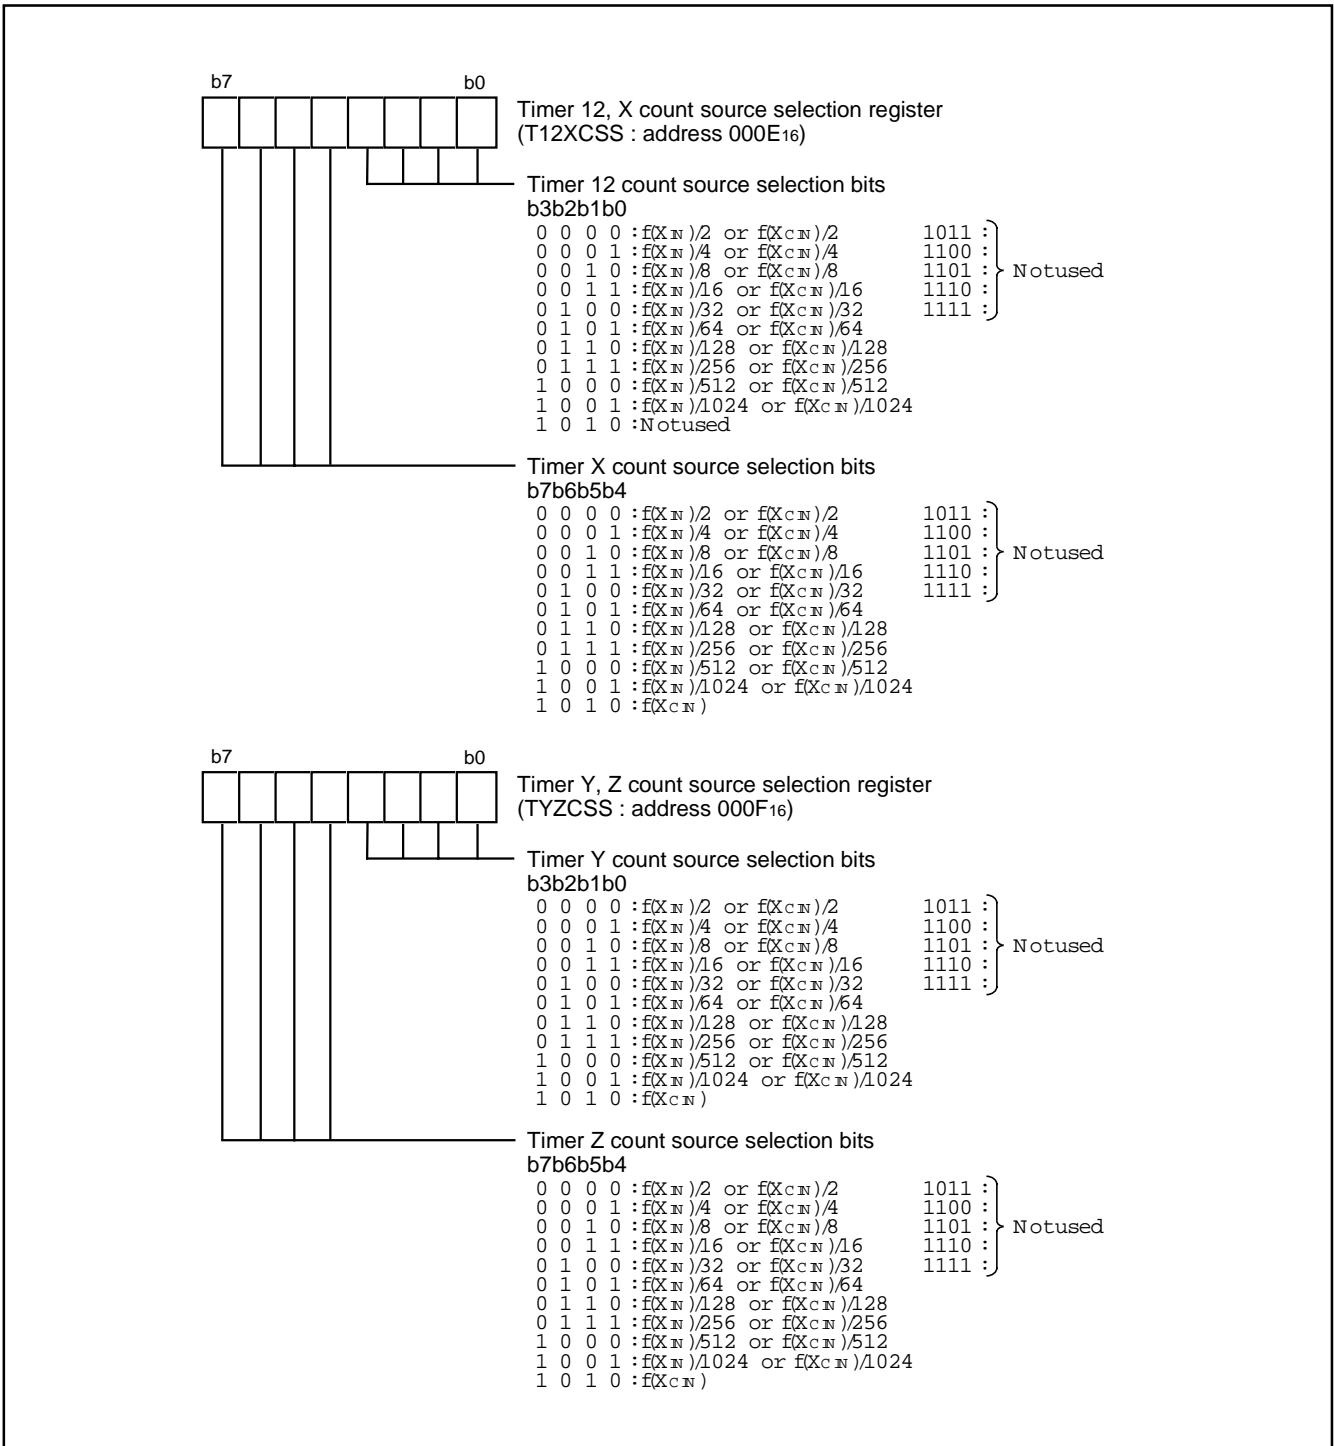 b7 b0
Timer 12, X count source selection register
(T12XCSS : address 000E16)
Timer 12 count source selection bits
b3b2b1b0
0 0 0 0 :f(XIN)/2 or f(XCIN)/2 1011 :
0 0 0 1 :f(XIN)/4 or f(XCIN)/4 1100 :
0 0 1 0 :f(XIN)/8 or f(XCIN)/8 1101 : Notused
0 0 1 1 :f(XIN)/16 or f(XCIN)/16 1110 :
0 1 0 0 :f(XIN)/32 or f(XCIN)/32 1111 :
0 1 0 1 :f(XIN)/64 or f(XCIN)/64
0 1 1 0 :f(XIN)/128 or f(XCIN)/128
0 1 1 1 :f(XIN)/256 or f(XCIN)/256
1 0 0 0 :f(XIN)/512 or f(XCIN)/512
1 0 0 1 :f(XIN)/1024 or f(XCIN)/1024
1 0 1 0 :Notused
Timer X count source selection bits
b7b6b5b4
0 0 0 0 :f(XIN)/2 or f(XCIN)/2 1011 :
0 0 0 1 :f(XIN)/4 or f(XCIN)/4 1100 :
0 0 1 0 :f(XIN)/8 or f(XCIN)/8 1101 : Notused
0 0 1 1 :f(XIN)/16 or f(XCIN)/16 1110 :
0 1 0 0 :f(XIN)/32 or f(XCIN)/32 1111 :
0 1 0 1 :f(XIN)/64 or f(XCIN)/64
0 1 1 0 :f(XIN)/128 or f(XCIN)/128
0 1 1 1 :f(XIN)/256 or f(XCIN)/256
1 0 0 0 :f(XIN)/512 or f(XCIN)/512
1 0 0 1 :f(XIN)/1024 or f(XCIN)/1024
1 0 1 0 :f(XCIN)
b7 b0
Timer Y, Z count source selection register
(TYZCSS : address 000F16)
Timer Y count source selection bits
b3b2b1b0
0 0 0 0 :f(XIN)/2 or f(XCIN)/2 1011 :
0 0 0 1 :f(XIN)/4 or f(XCIN)/4 1100 :
0 0 1 0 :f(XIN)/8 or f(XCIN)/8 1101 : Notused
0 0 1 1 :f(XIN)/16 or f(XCIN)/16 1110 :
0 1 0 0 :f(XIN)/32 or f(XCIN)/32 1111 :
0 1 0 1 :f(XIN)/64 or f(XCIN)/64
0 1 1 0 :f(XIN)/128 or f(XCIN)/128
0 1 1 1 :f(XIN)/256 or f(XCIN)/256
1 0 0 0 :f(XIN)/512 or f(XCIN)/512
1 0 0 1 :f(XIN)/1024 or f(XCIN)/1024
1 0 1 0 :f(XCIN)
Timer Z count source selection bits
b7b6b5b4
0 0 0 0 :f(XIN)/2 or f(XCIN)/2 1011 :
0 0 0 1 :f(XIN)/4 or f(XCIN)/4 1100 :
0 0 1 0 :f(XIN)/8 or f(XCIN)/8 1101 : Notused
0 0 1 1 :f(XIN)/16 or f(XCIN)/16 1110 :
0 1 0 0 :f(XIN)/32 or f(XCIN)/32 1111 :
0 1 0 1 :f(XIN)/64 or f(XCIN)/64
0 1 1 0 :f(XIN)/128 or f(XCIN)/128
0 1 1 1 :f(XIN)/256 or f(XCIN)/256
1 0 0 0 :f(XIN)/512 or f(XCIN)/512
1 0 0 1 :f(XIN)/1024 or f(XCIN)/1024
1 0 1 0 :f(XCIN)